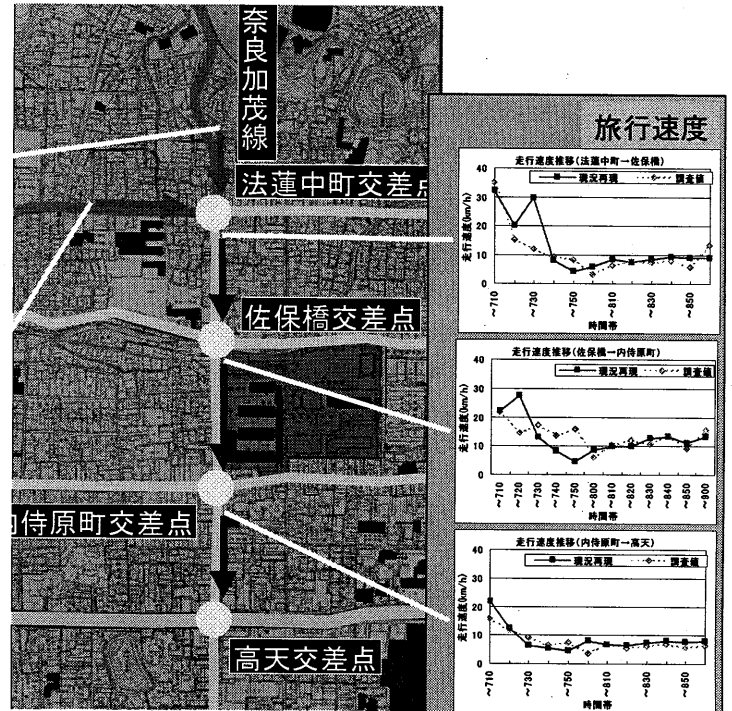 奈良加茂線
法蓮中町交差点
佐保橋交差点
内侍原町交差点
高天交差点
旅行速度
走行速度推移(法蓮中町→佐保橋)
現況再現 調査値
走行速度(km/h)
40
30
20
10
0
~710
~730
~750
~810
~830
~850
時間帯
走行速度推移(佐保橋→内侍原町)
現況再現 調査値
走行速度(km/h)
40
30
20
10
0
~710
~720
~730
~740
~750
~800
~810
~820
~830
~840
~850
~900
時間帯
走行速度推移(内侍原町→高天)
現況再現 調査値
走行速度(km/h)
40
30
20
10
0
~710
~730
~750
~810
~830
~850
時間帯